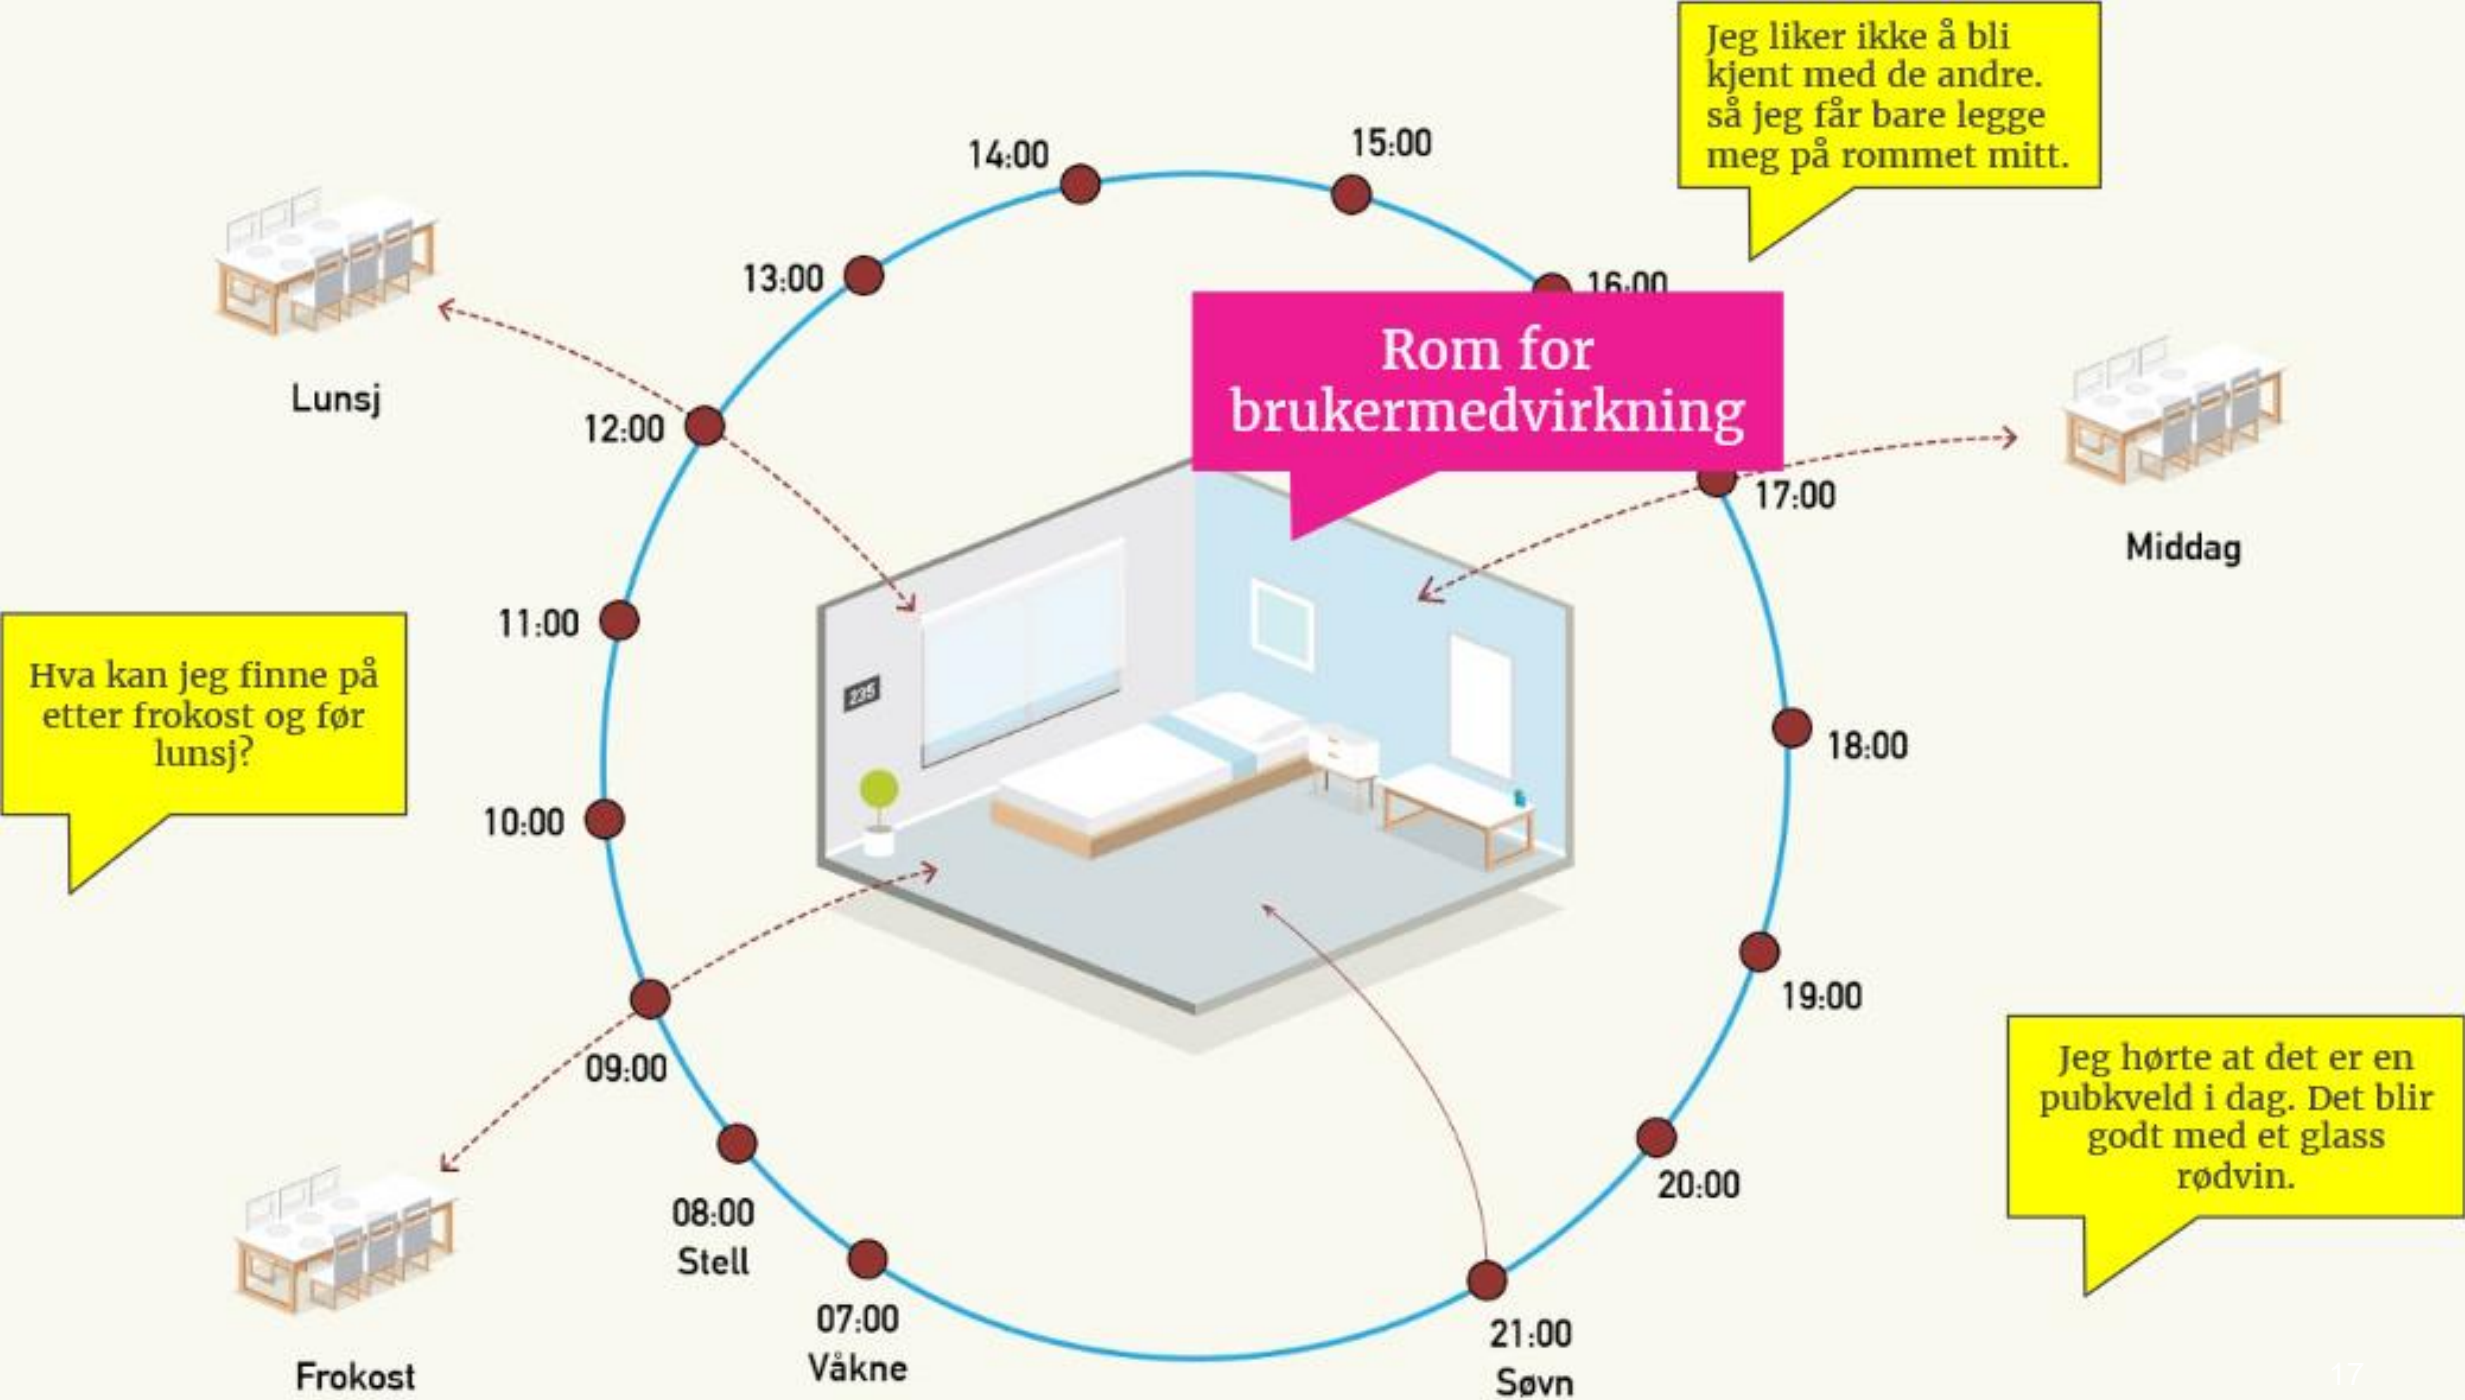 Jeg liker ikke å bli
kjent med de andre.
så jeg får bare legge
meg på rommet mitt.
14:00
15:00
13:00
16:00
Rom for
brukermedvirkning
Lunsj
12:00
17:00
Middag
11:00
Hva kan jeg finne på
etter frokost og før
lunsj?
235
18:00
10:00
19:00
09:00
Jeg hørte at det er en
pubkveld i dag. Det blir
godt med et glass
rødvin.
20:00
08:00
Stell
07:00
Våkne
21:00
Søvn
Frokost
17